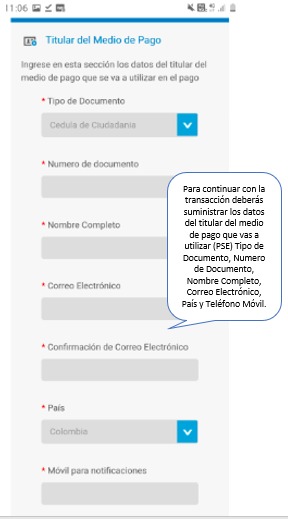 11:06
Titular del Medio de Pago
Ingrese en esta sección los datos del titular del
medio de pago que se va a utilizar en el pago
* Tipo de Documento
Cedula de Ciudadania
* Numero de documento
* Nombre Completo
* Correo Electrónico
* Confirmación de Correo Electrónico
* País
Colombia
* Móvil para notificaciones
Para continuar con la
transacción deberás
suministrar los datos
del titular del medio
de pago que vas a
utilizar (PSE) Tipo de
Documento, Numero
de Documento,
Nombre Completo,
Correo Electrónico,
País y Teléfono Móvil.